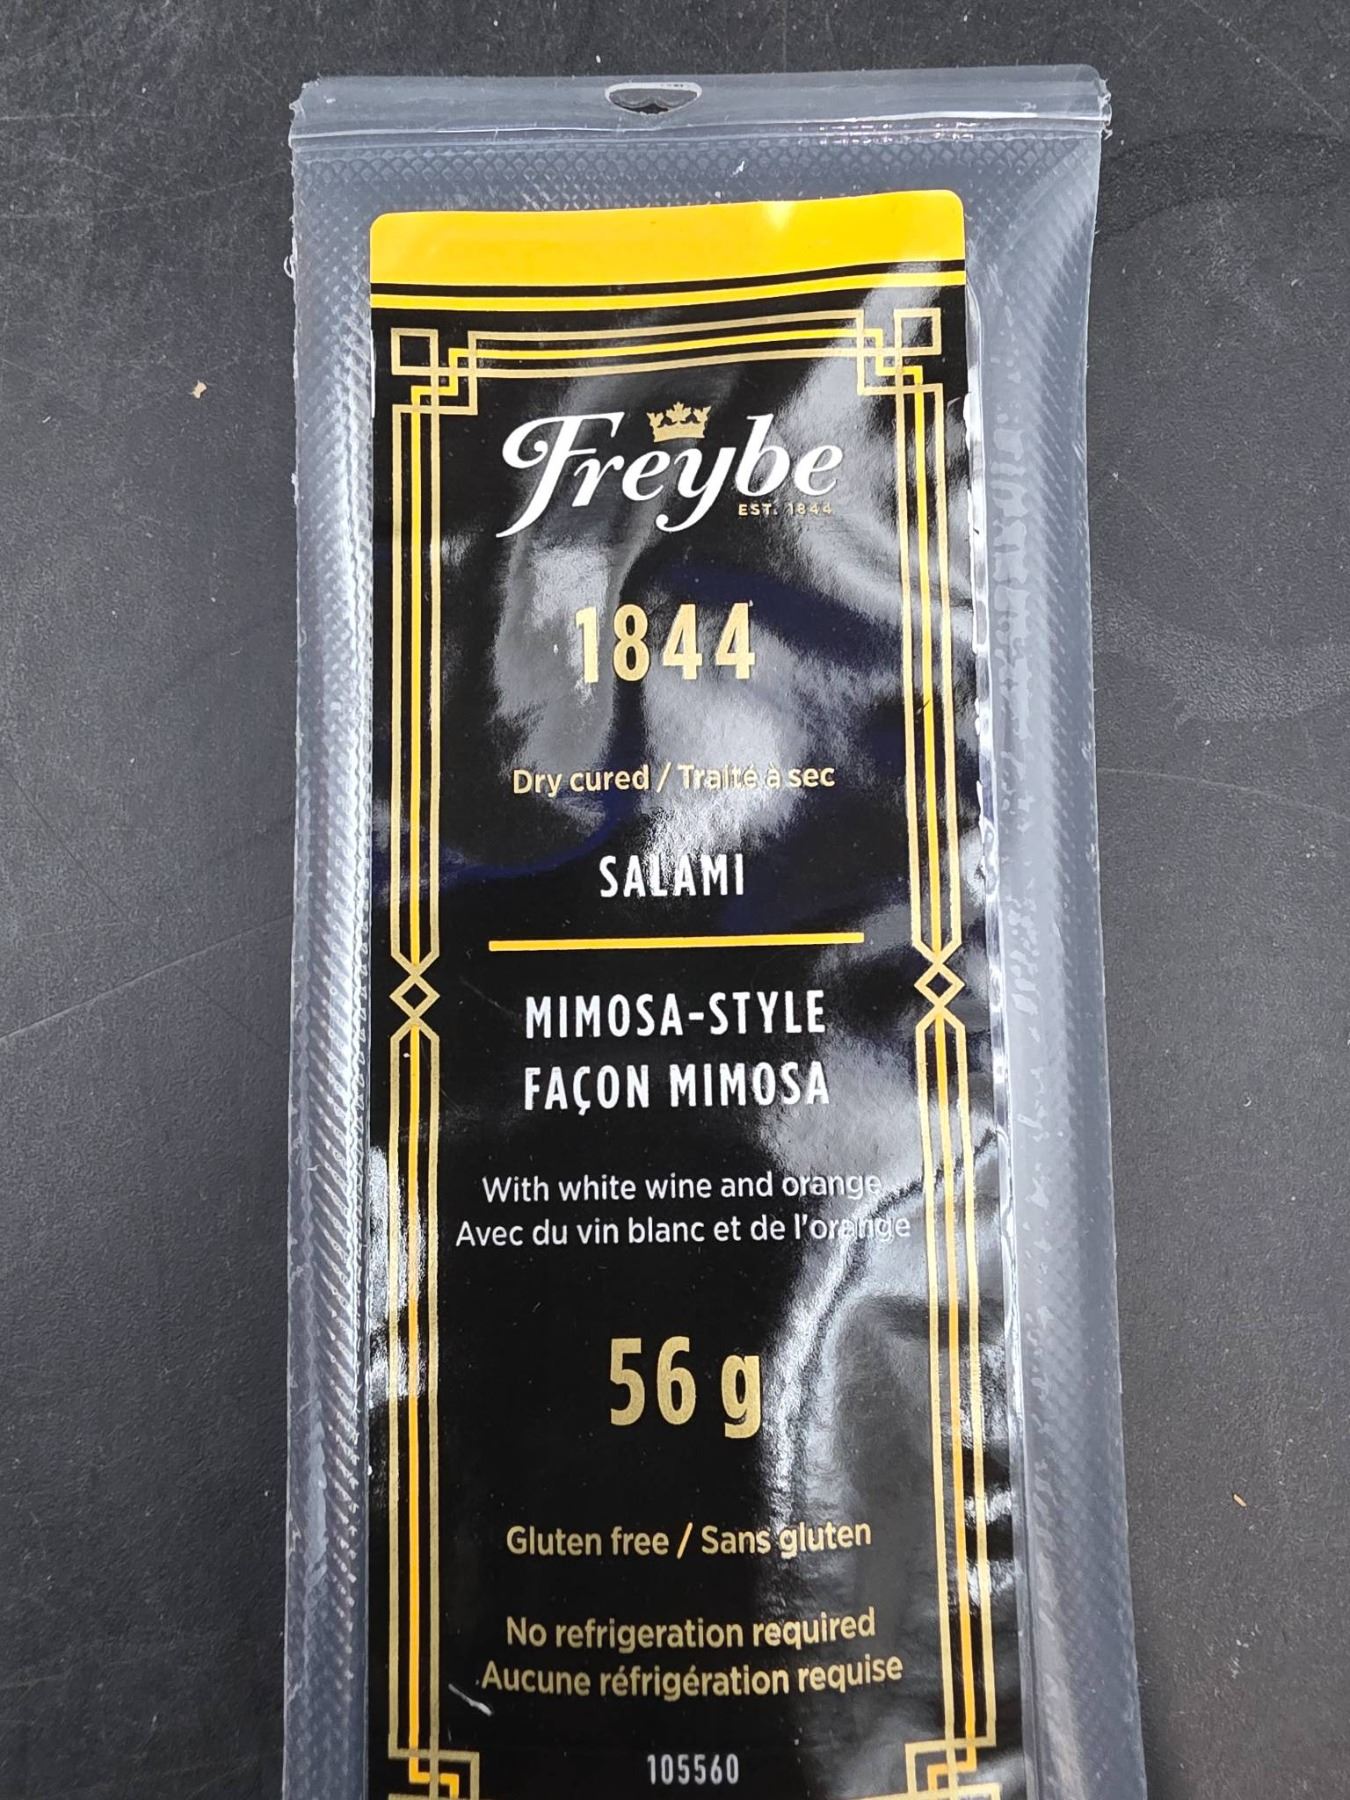 Freybe
EST. 1844
1844
Dry cured / Traité à sec
SALAMI
MIMOSA-STYLE
FAÇON MIMOSA
With white wine and orange
Avec du vin blanc et de l'orange
56 g
Gluten free / Sans gluten
No refrigeration required
Aucune réfrigération requise
105560